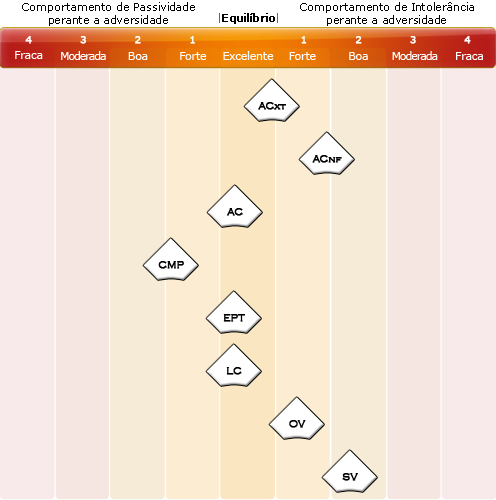 Comportamento de Passividade
perante a adversidade
|Equilíbrio|
Comportamento de Intolerância
perante a adversidade
4 3 2 1 1 2 3 4
Fraca Moderada Boa Forte Excelente Forte Boa Moderada Fraca
ACXT
ACNF
AC
CMP
EPT
LC
OV
SV